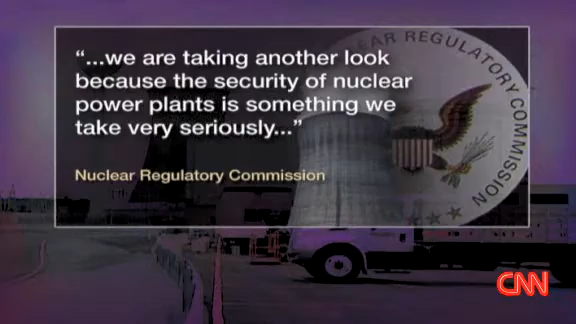 “...we are taking another look
because the security of nuclear
power plants is something we
take very seriously...”
Nuclear Regulatory Commission
AR REGULATORY COMMISSION
CNN